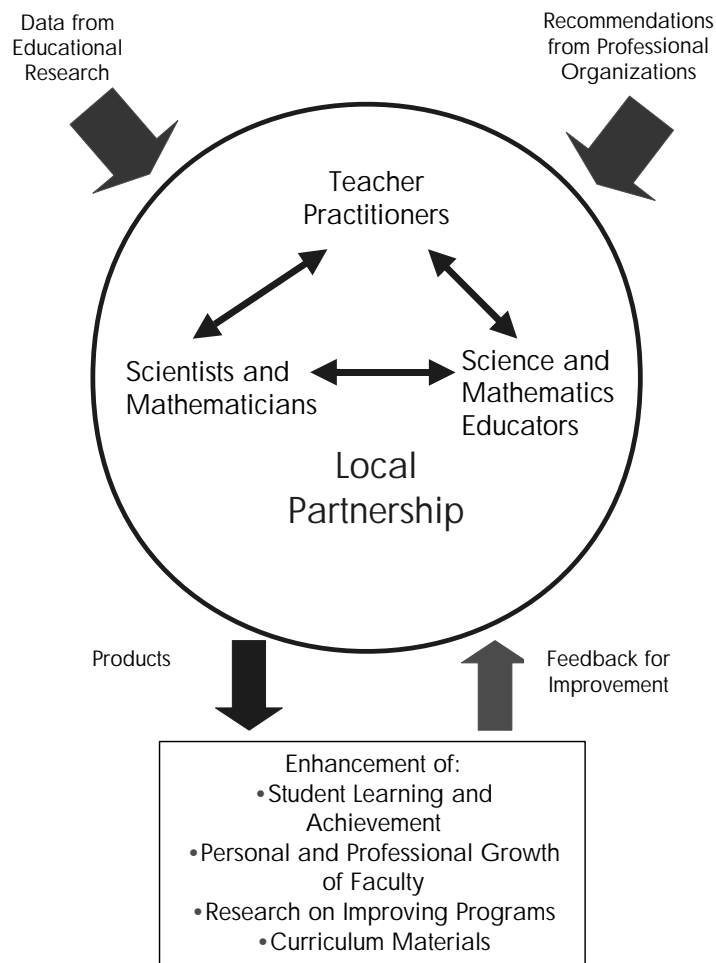 Data from
Educational
Research
Recommendations
from Professional
Organizations
Teacher
Practitioners
Scientists and
Mathematicians
Science and
Mathematics
Educators
Local
Partnership
Products
Feedback for
Improvement
Enhancement of:
•Student Learning and
Achievement
•Personal and Professional Growth
of Faculty
•Research on Improving Programs
•Curriculum Materials